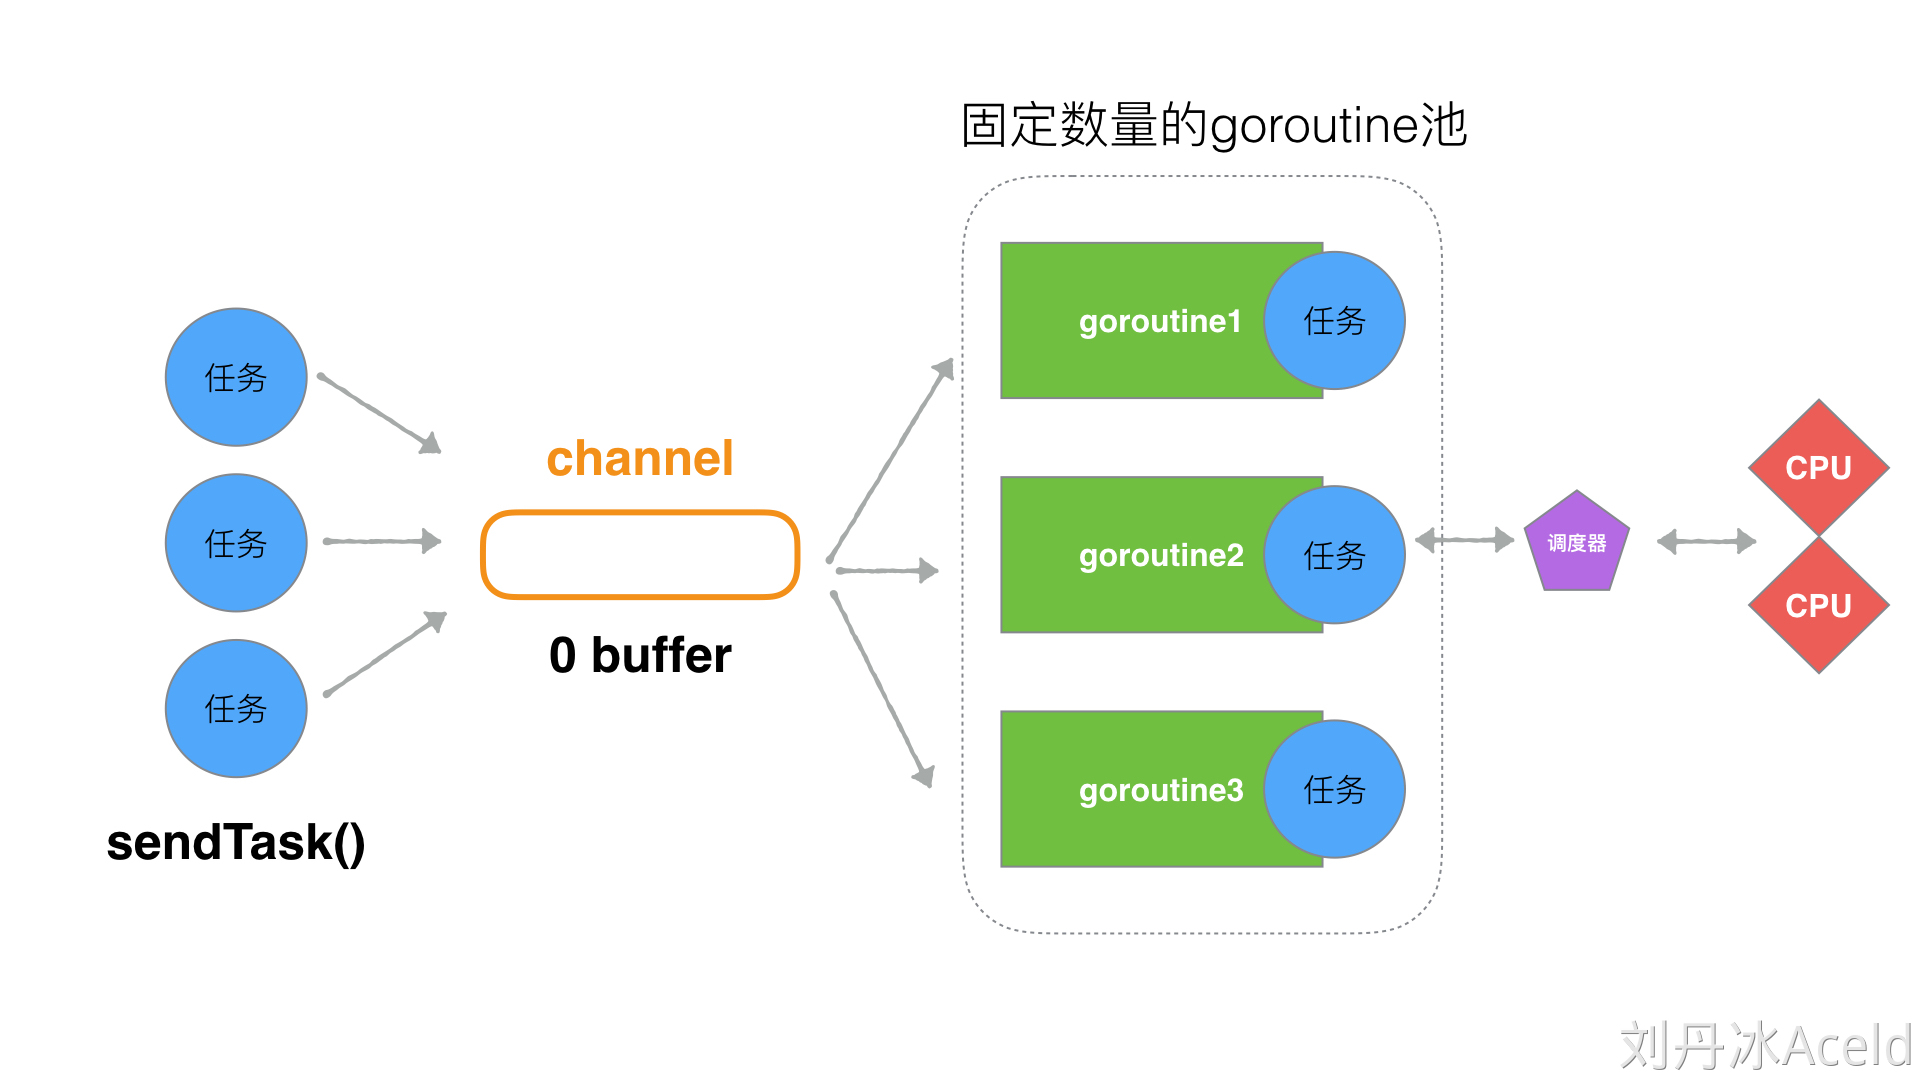 固定数量的goroutine池
任务
任务
任务
sendTask()
channel
0 buffer
goroutine1
任务
goroutine2
任务
goroutine3
任务
调度器
CPU
CPU
刘丹冰Aceld